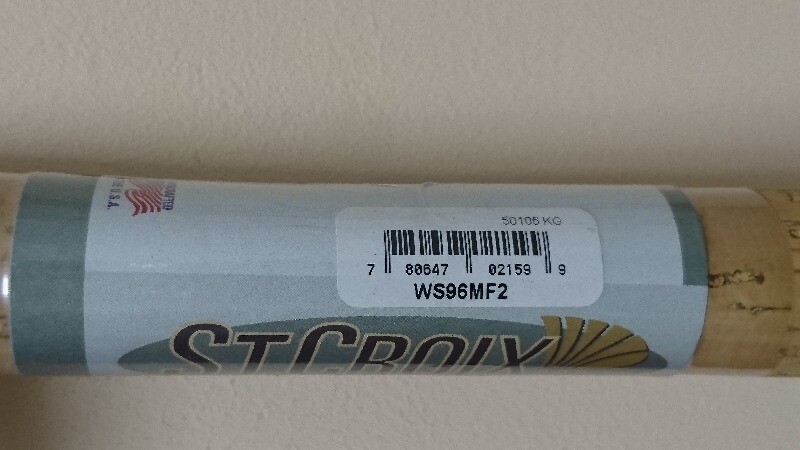 50106 KG
7 80647 02159 9
WS96MF2
ST.CROIX
U.S.A.